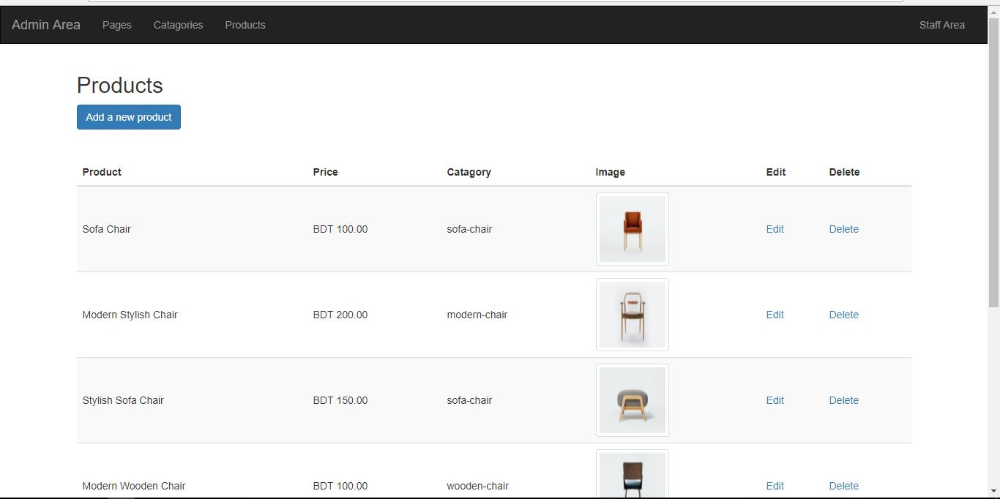 Admin Area Pages Catagories Products Staff Area
Products
Add a new product
Product Price Catagory Image Edit Delete
Sofa Chair BDT 100.00 sofa-chair Edit Delete
Modern Stylish Chair BDT 200.00 modern-chair Edit Delete
Stylish Sofa Chair BDT 150.00 sofa-chair Edit Delete
Modern Wooden Chair BDT 100.00 wooden-chair Edit Delete